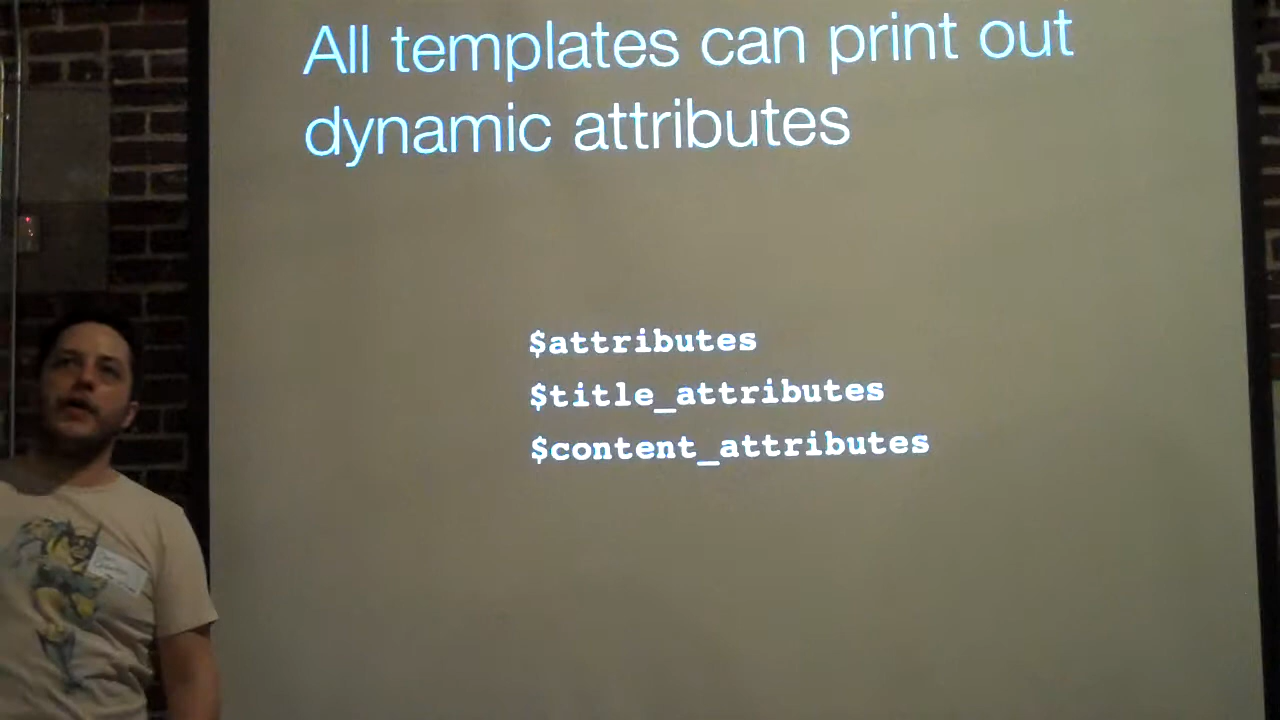 All templates can print out
dynamic attributes
$attributes
$title_attributes
$content_attributes